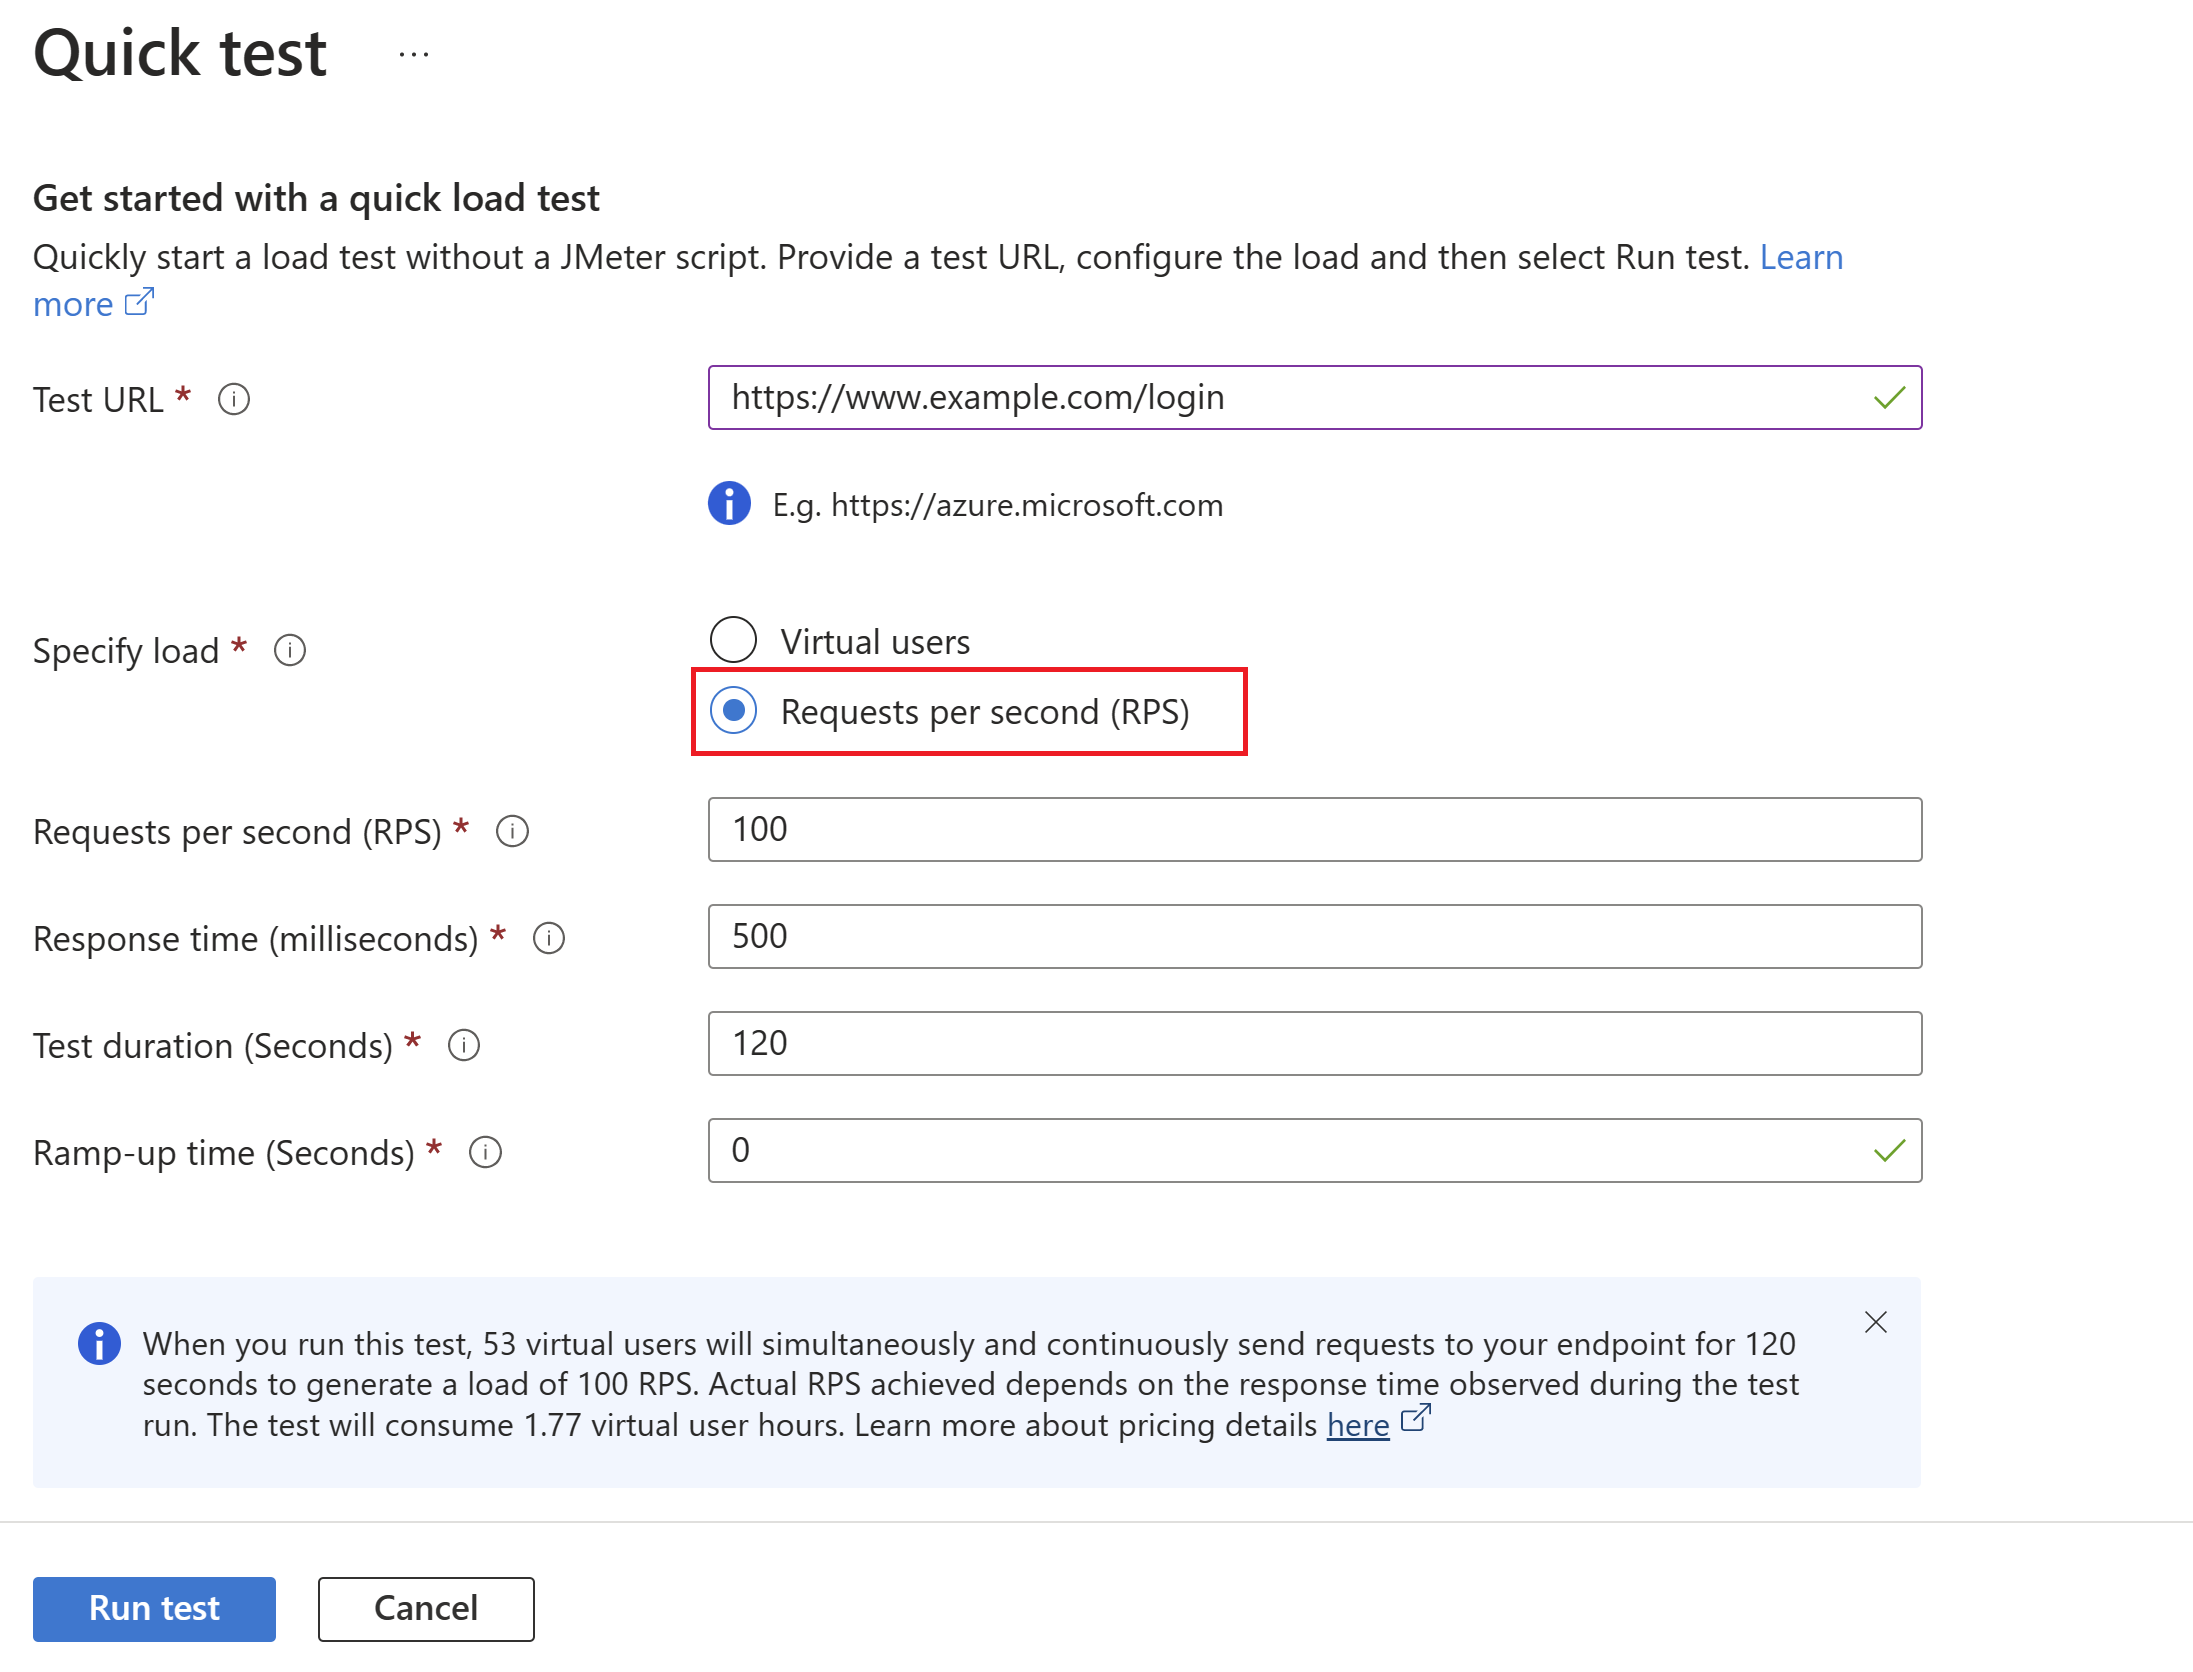 Quick test ...
Get started with a quick load test
Quickly start a load test without a JMeter script. Provide a test URL, configure the load and then select Run test. Learn
more
Test URL *
https://www.example.com/login
E.g. https://azure.microsoft.com
Specify load *
Virtual users
Requests per second (RPS)
Requests per second (RPS) *
100
Response time (milliseconds) *
500
Test duration (Seconds) *
120
Ramp-up time (Seconds) *
0
When you run this test, 53 virtual users will simultaneously and continuously send requests to your endpoint for 120
seconds to generate a load of 100 RPS. Actual RPS achieved depends on the response time observed during the test
run. The test will consume 1.77 virtual user hours. Learn more about pricing details here
Run test
Cancel